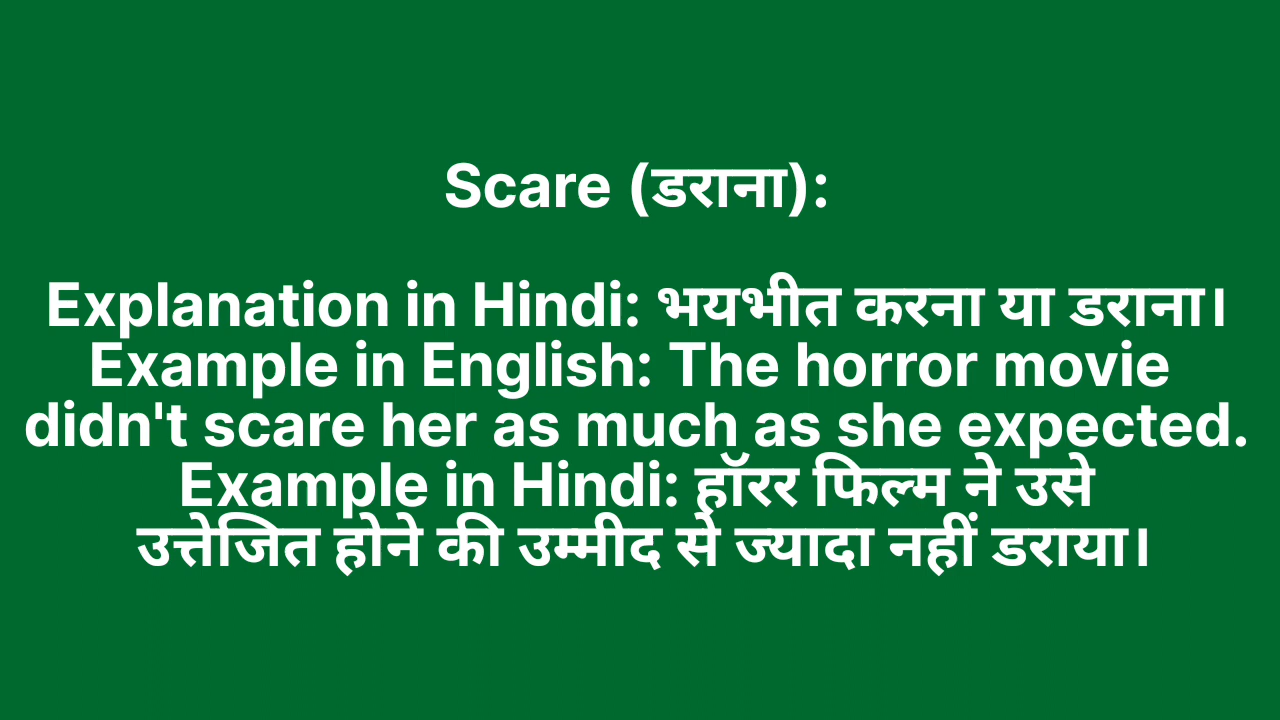 Scare (डराना):
Explanation in Hindi: भयभीत करना या डराना।
Example in English: The horror movie
didn't scare her as much as she expected.
Example in Hindi: हॉरर फिल्म ने उसे
उत्तेजित होने की उम्मीद से ज्यादा नहीं डराया।